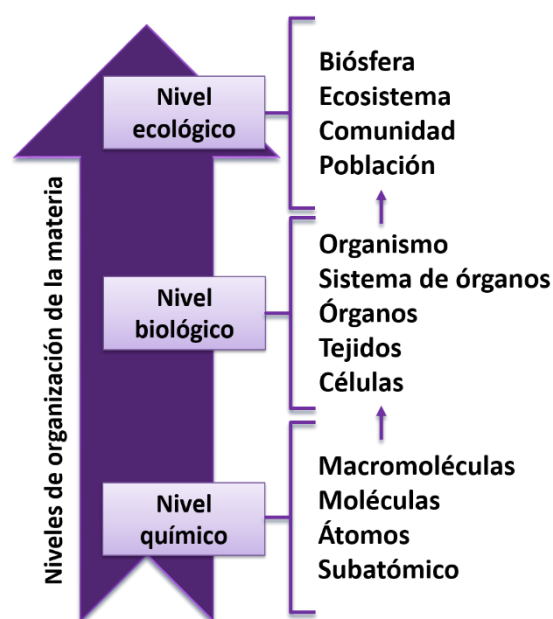 Niveles de organización de la materia
Nivel
ecológico
Biósfera
Ecosistema
Comunidad
Población
Nivel
biológico
Organismo
Sistema de órganos
Órganos
Tejidos
Células
Nivel
químico
Macromoléculas
Moléculas
Átomos
Subatómico